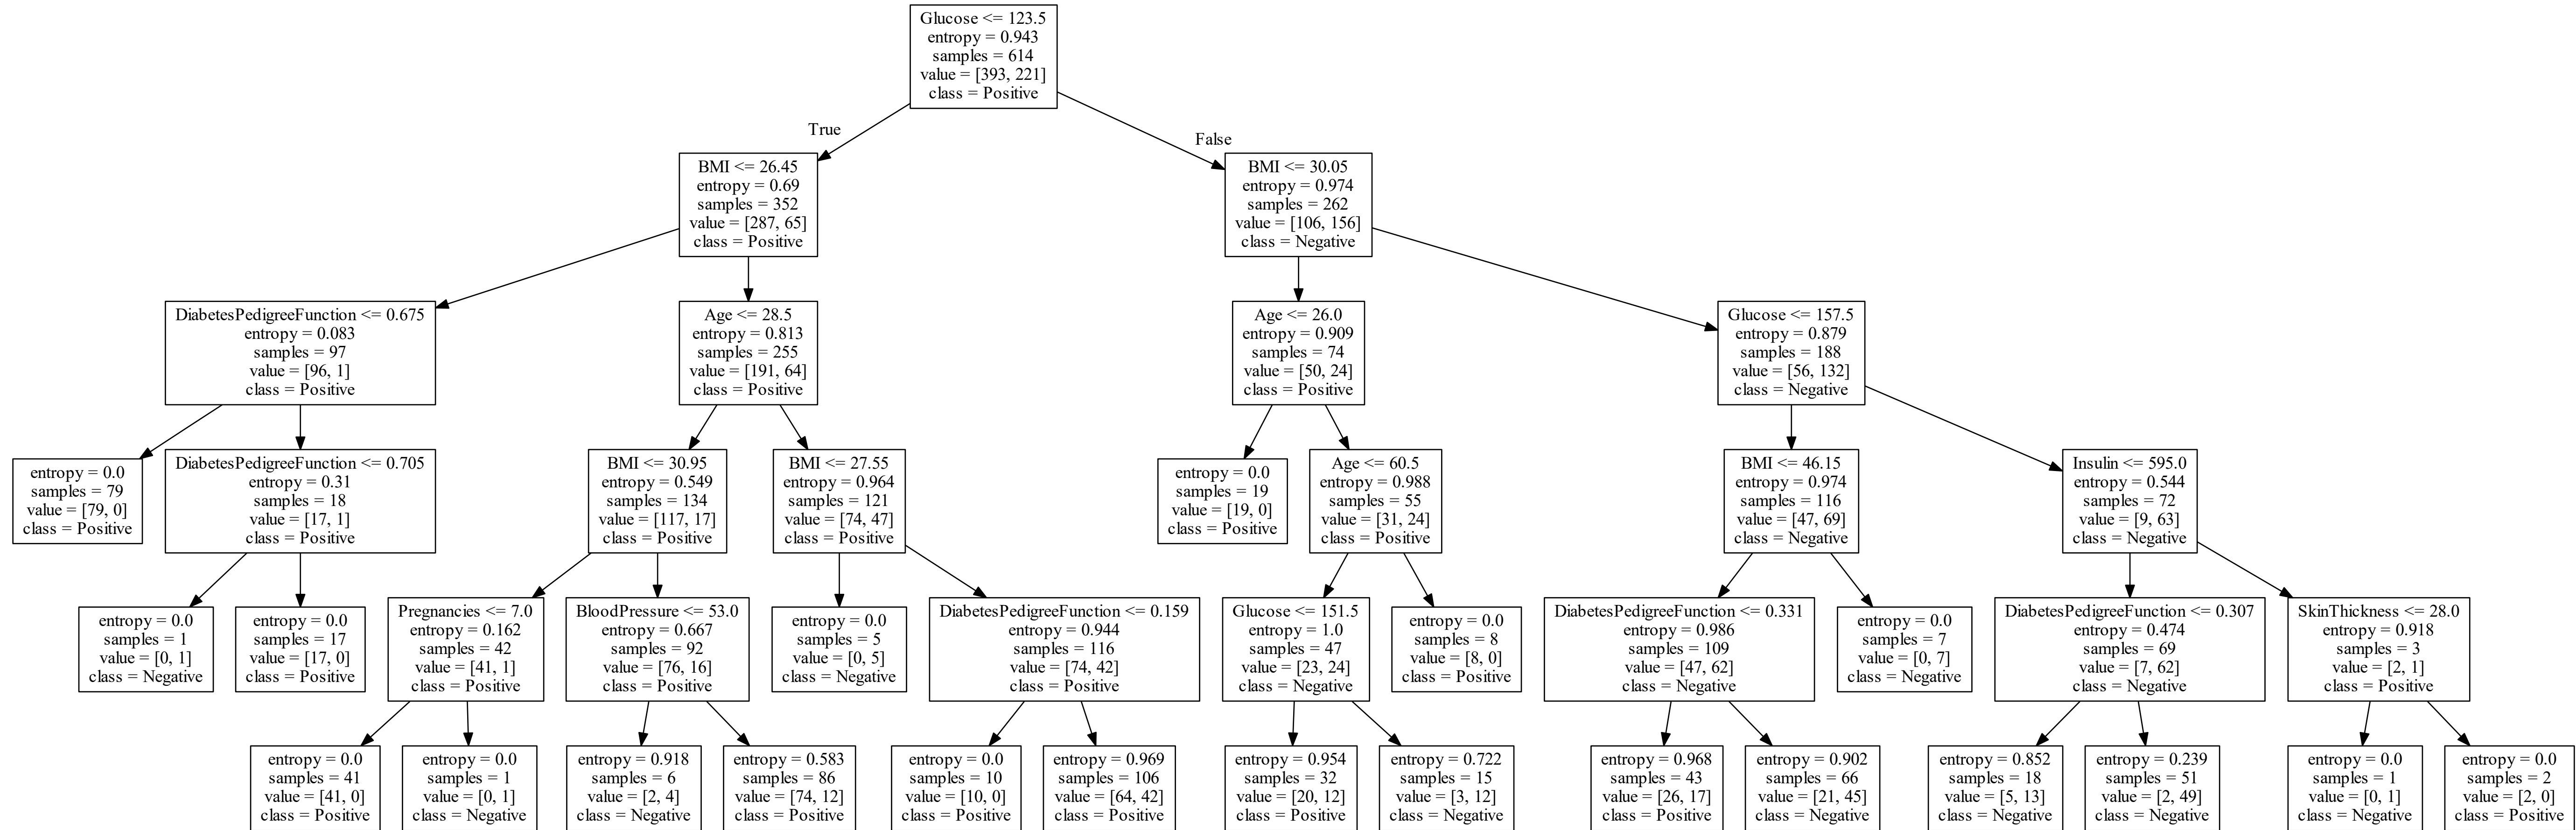 Glucose <= 123.5
entropy = 0.943
samples = 614
value = [393, 221]
class = Positive
True
False
BMI <= 26.45
entropy = 0.69
samples = 352
value = [287, 65]
class = Positive
BMI <= 30.05
entropy = 0.974
samples = 262
value = [106, 156]
class = Negative
DiabetesPedigreeFunction <= 0.675
entropy = 0.083
samples = 97
value = [96, 1]
class = Positive
Age <= 28.5
entropy = 0.813
samples = 255
value = [191, 64]
class = Positive
Age <= 26.0
entropy = 0.909
samples = 74
value = [50, 24]
class = Positive
Glucose <= 157.5
entropy = 0.879
samples = 188
value = [56, 132]
class = Negative
entropy = 0.0
samples = 79
value = [79, 0]
class = Positive
DiabetesPedigreeFunction <= 0.705
entropy = 0.31
samples = 18
value = [17, 1]
class = Positive
BMI <= 30.95
entropy = 0.549
samples = 134
value = [117, 17]
class = Positive
BMI <= 27.55
entropy = 0.964
samples = 121
value = [74, 47]
class = Positive
entropy = 0.0
samples = 19
value = [19, 0]
class = Positive
Age <= 60.5
entropy = 0.988
samples = 55
value = [31, 24]
class = Positive
BMI <= 46.15
entropy = 0.974
samples = 116
value = [47, 69]
class = Negative
Insulin <= 595.0
entropy = 0.544
samples = 72
value = [9, 63]
class = Negative
entropy = 0.0
samples = 1
value = [0, 1]
class = Negative
entropy = 0.0
samples = 17
value = [17, 0]
class = Positive
Pregnancies <= 7.0
entropy = 0.162
samples = 42
value = [41, 1]
class = Positive
BloodPressure <= 53.0
entropy = 0.667
samples = 92
value = [76, 16]
class = Positive
entropy = 0.0
samples = 5
value = [0, 5]
class = Negative
DiabetesPedigreeFunction <= 0.159
entropy = 0.944
samples = 116
value = [74, 42]
class = Positive
Glucose <= 151.5
entropy = 1.0
samples = 47
value = [23, 24]
class = Negative
entropy = 0.0
samples = 8
value = [8, 0]
class = Positive
DiabetesPedigreeFunction <= 0.331
entropy = 0.986
samples = 109
value = [47, 62]
class = Negative
entropy = 0.0
samples = 7
value = [0, 7]
class = Negative
DiabetesPedigreeFunction <= 0.307
entropy = 0.474
samples = 69
value = [7, 62]
class = Negative
SkinThickness <= 28.0
entropy = 0.918
samples = 3
value = [2, 1]
class = Positive
entropy = 0.0
samples = 41
value = [41, 0]
class = Positive
entropy = 0.0
samples = 1
value = [0, 1]
class = Negative
entropy = 0.918
samples = 6
value = [2, 4]
class = Negative
entropy = 0.583
samples = 86
value = [74, 12]
class = Positive
entropy = 0.0
samples = 10
value = [10, 0]
class = Positive
entropy = 0.969
samples = 106
value = [64, 42]
class = Positive
entropy = 0.954
samples = 32
value = [20, 12]
class = Positive
entropy = 0.722
samples = 15
value = [3, 12]
class = Negative
entropy = 0.968
samples = 43
value = [26, 17]
class = Positive
entropy = 0.902
samples = 66
value = [21, 45]
class = Negative
entropy = 0.852
samples = 18
value = [5, 13]
class = Negative
entropy = 0.239
samples = 51
value = [2, 49]
class = Negative
entropy = 0.0
samples = 1
value = [0, 1]
class = Negative
entropy = 0.0
samples = 2
value = [2, 0]
class = Positive